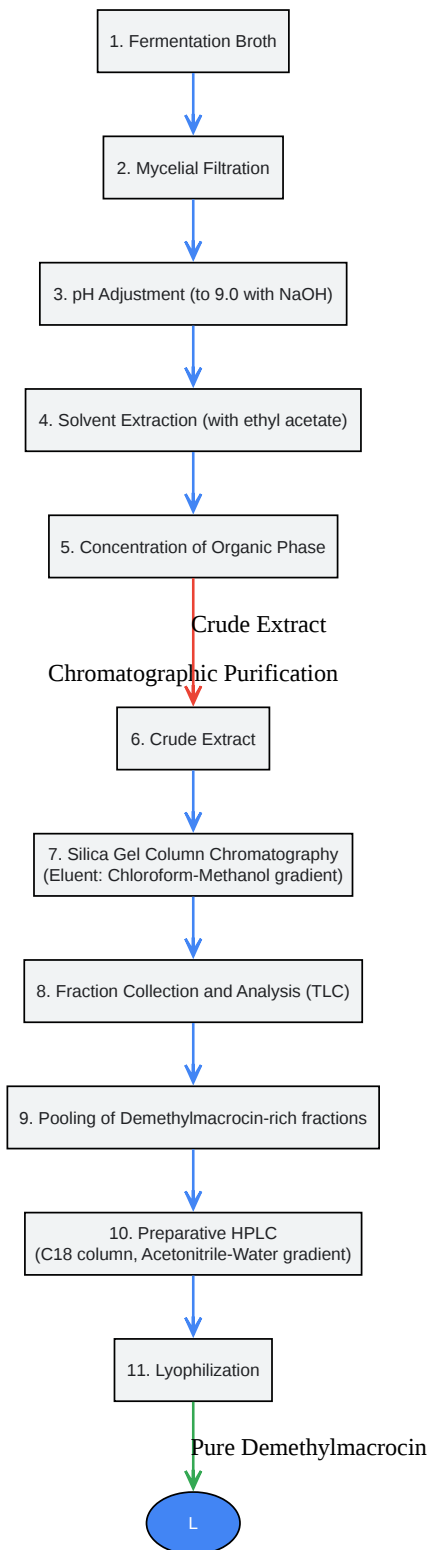 1. Fermentation Broth
2. Mycelial Filtration
3. pH Adjustment (to 9.0 with NaOH)
4. Solvent Extraction (with ethyl acetate)
5. Concentration of Organic Phase
Crude Extract
Chromatographic Purification
6. Crude Extract
7. Silica Gel Column Chromatography
(Eluent: Chloroform-Methanol gradient)
8. Fraction Collection and Analysis (TLC)
9. Pooling of Demethylmacrocin-rich fractions
10. Preparative HPLC
(C18 column, Acetonitrile-Water gradient)
11. Lyophilization
Pure Demethylmacrocin
L